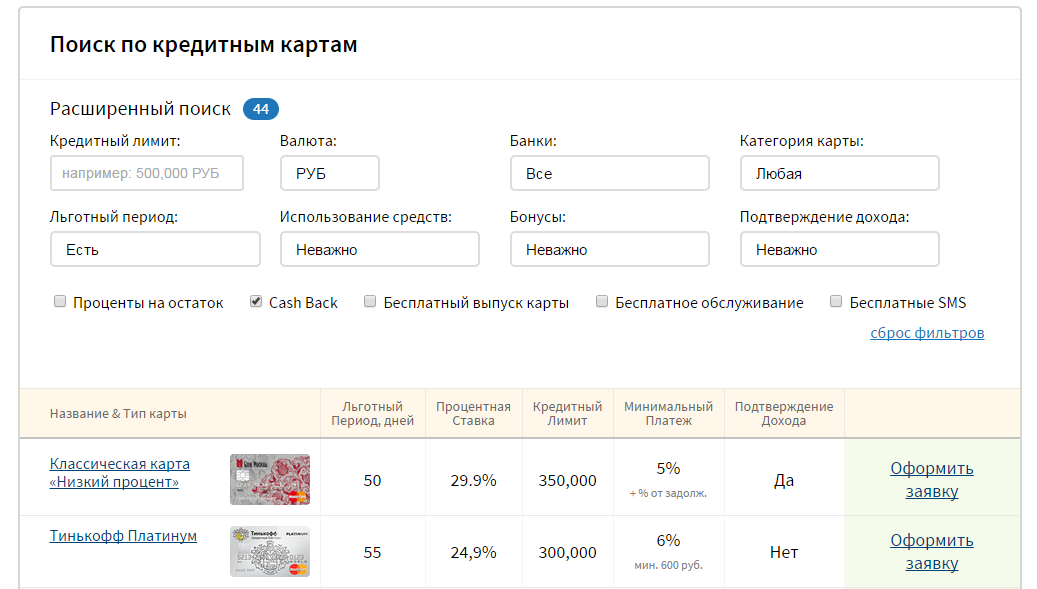 Поиск по кредитным картам
Расширенный поиск 44
Кредитный лимит: Валюта: Банки: Категория карты:
например: 500,000 РУБ РУБ Все Любая
Льготный период: Использование средств: Бонусы: Подтверждение дохода:
Есть Неважно Неважно Неважно
Проценты на остаток Cash Back Бесплатный выпуск карты Бесплатное обслуживание Бесплатные SMS
сброс фильтров
Название & Тип карты
Льготный Период, дней
Процентная Ставка
Кредитный Лимит
Минимальный Платеж
Подтверждение Дохода
Классическая карта
«Низкий процент»
Банк Москвы
50 29.9% 350,000 5%
+ % от задолж.
Да
Оформить
заявку
Тинькофф Платинум
Тинькофф PLATINUM
55 24,9% 300,000 6%
мин. 600 руб.
Нет
Оформить
заявку